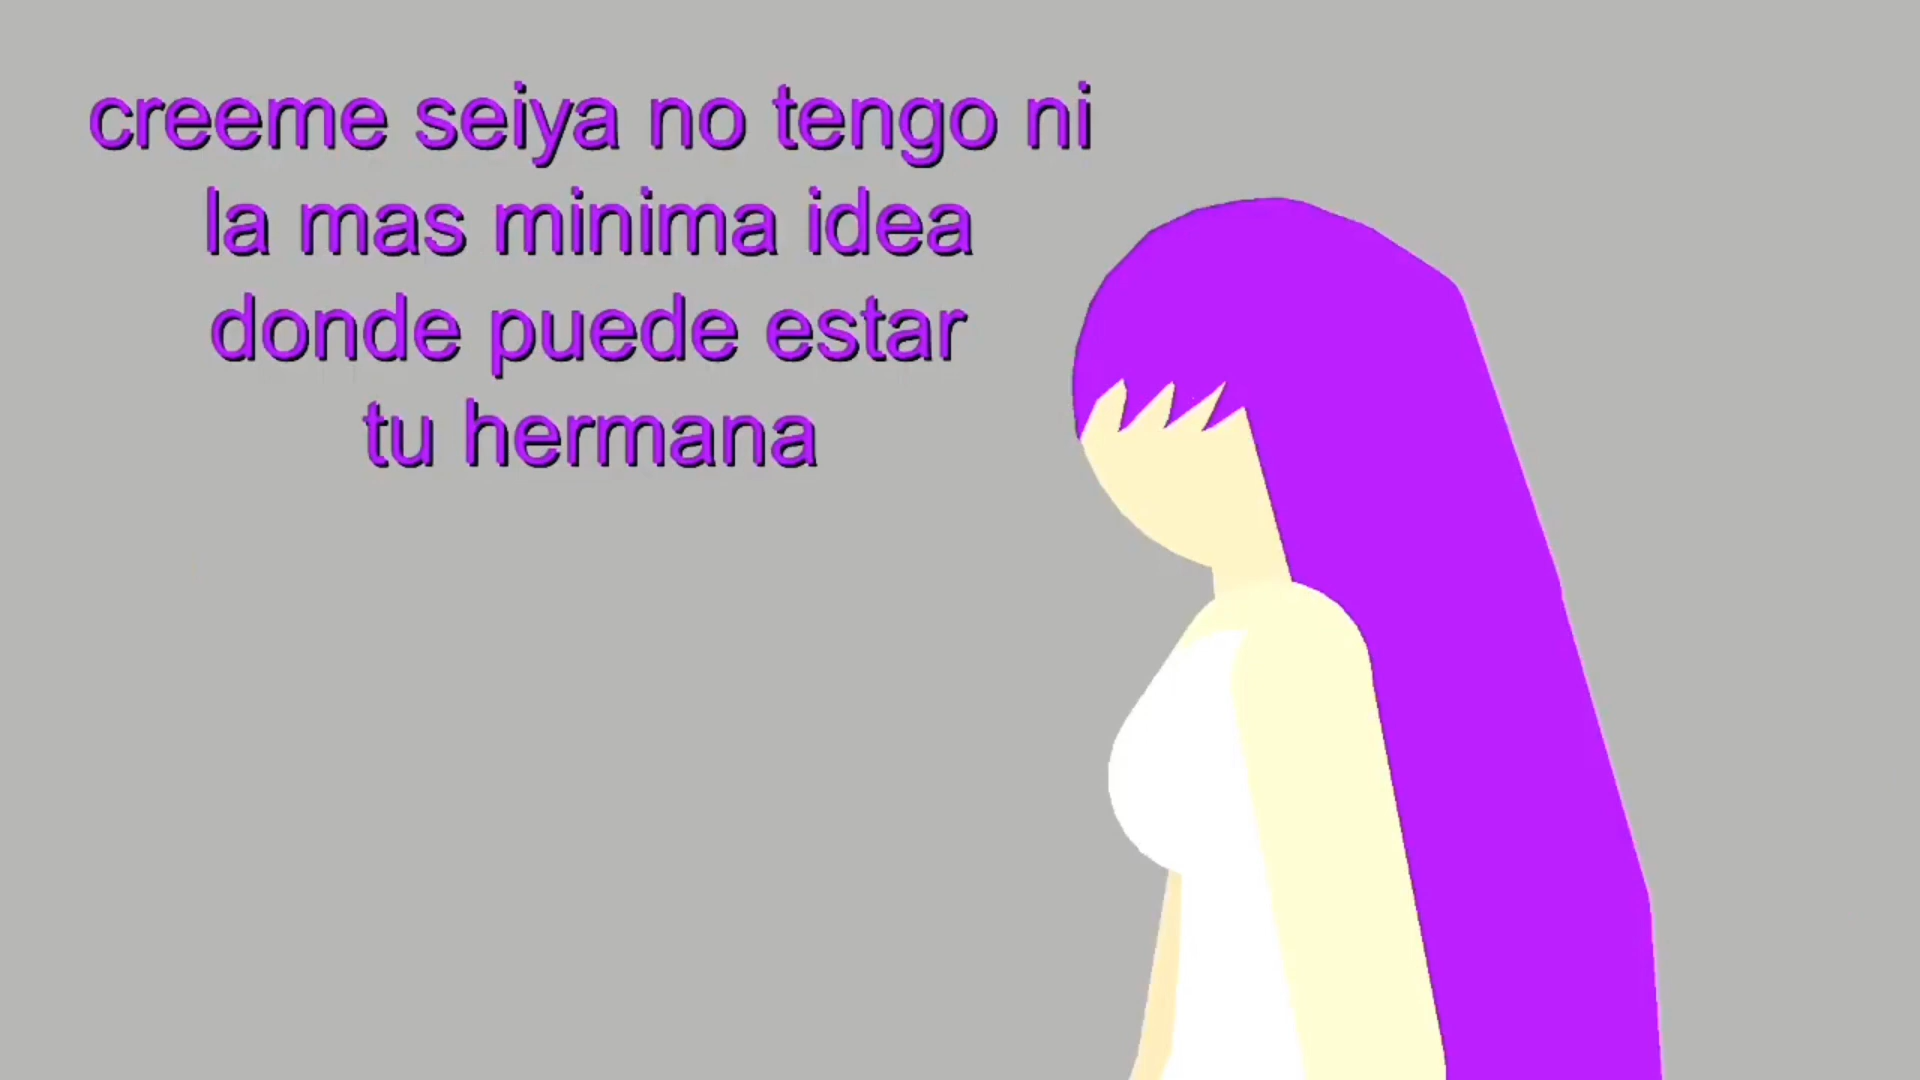 creeme seiya no tengo ni
la mas minima idea
donde puede estar
tu hermana